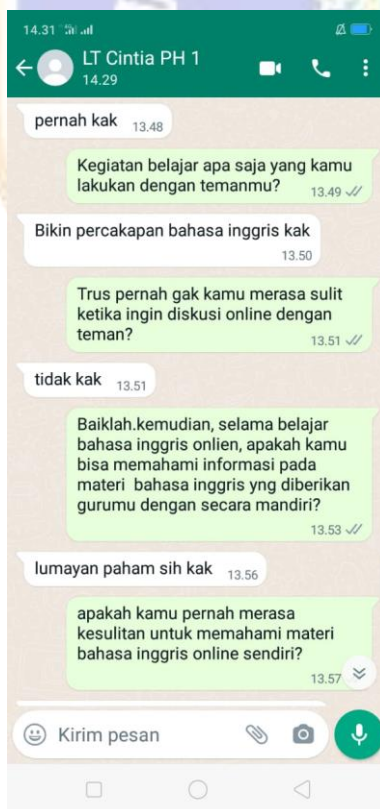 14.31
LT Cintia PH 1
14.29
pernah kak 13.48
Kegiatan belajar apa saja yang kamu
lakukan dengan temanmu? 13.49
Bikin percakapan bahasa inggris kak
13.50
Trus pernah gak kamu merasa sulit
ketika ingin diskusi online dengan
teman? 13.51
tidak kak 13.51
Baiklah.kemudian, selama belajar
bahasa inggris onlien, apakah kamu
bisa memahami informasi pada
materi bahasa inggris yng diberikan
gurumu dengan secara mandiri?
13.53
lumayan paham sih kak 13.56
apakah kamu pernah merasa
kesulitan untuk memahami materi
bahasa inggris online sendiri?
13.57
Kirim pesan